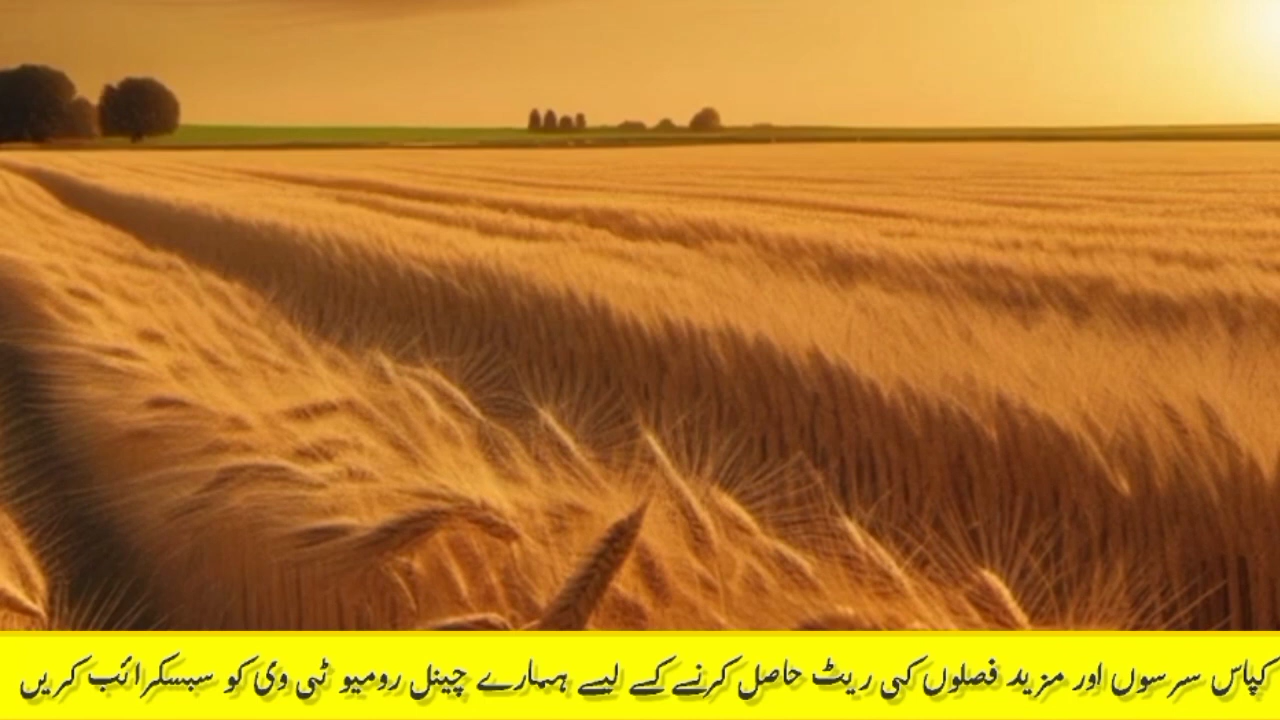 کپاس سرسوں اور مزید فصلوں کی ریٹ حاصل کرنے کے لیے ہمارے چینل رومیو ٹی وی کو سبسکرائب کریں